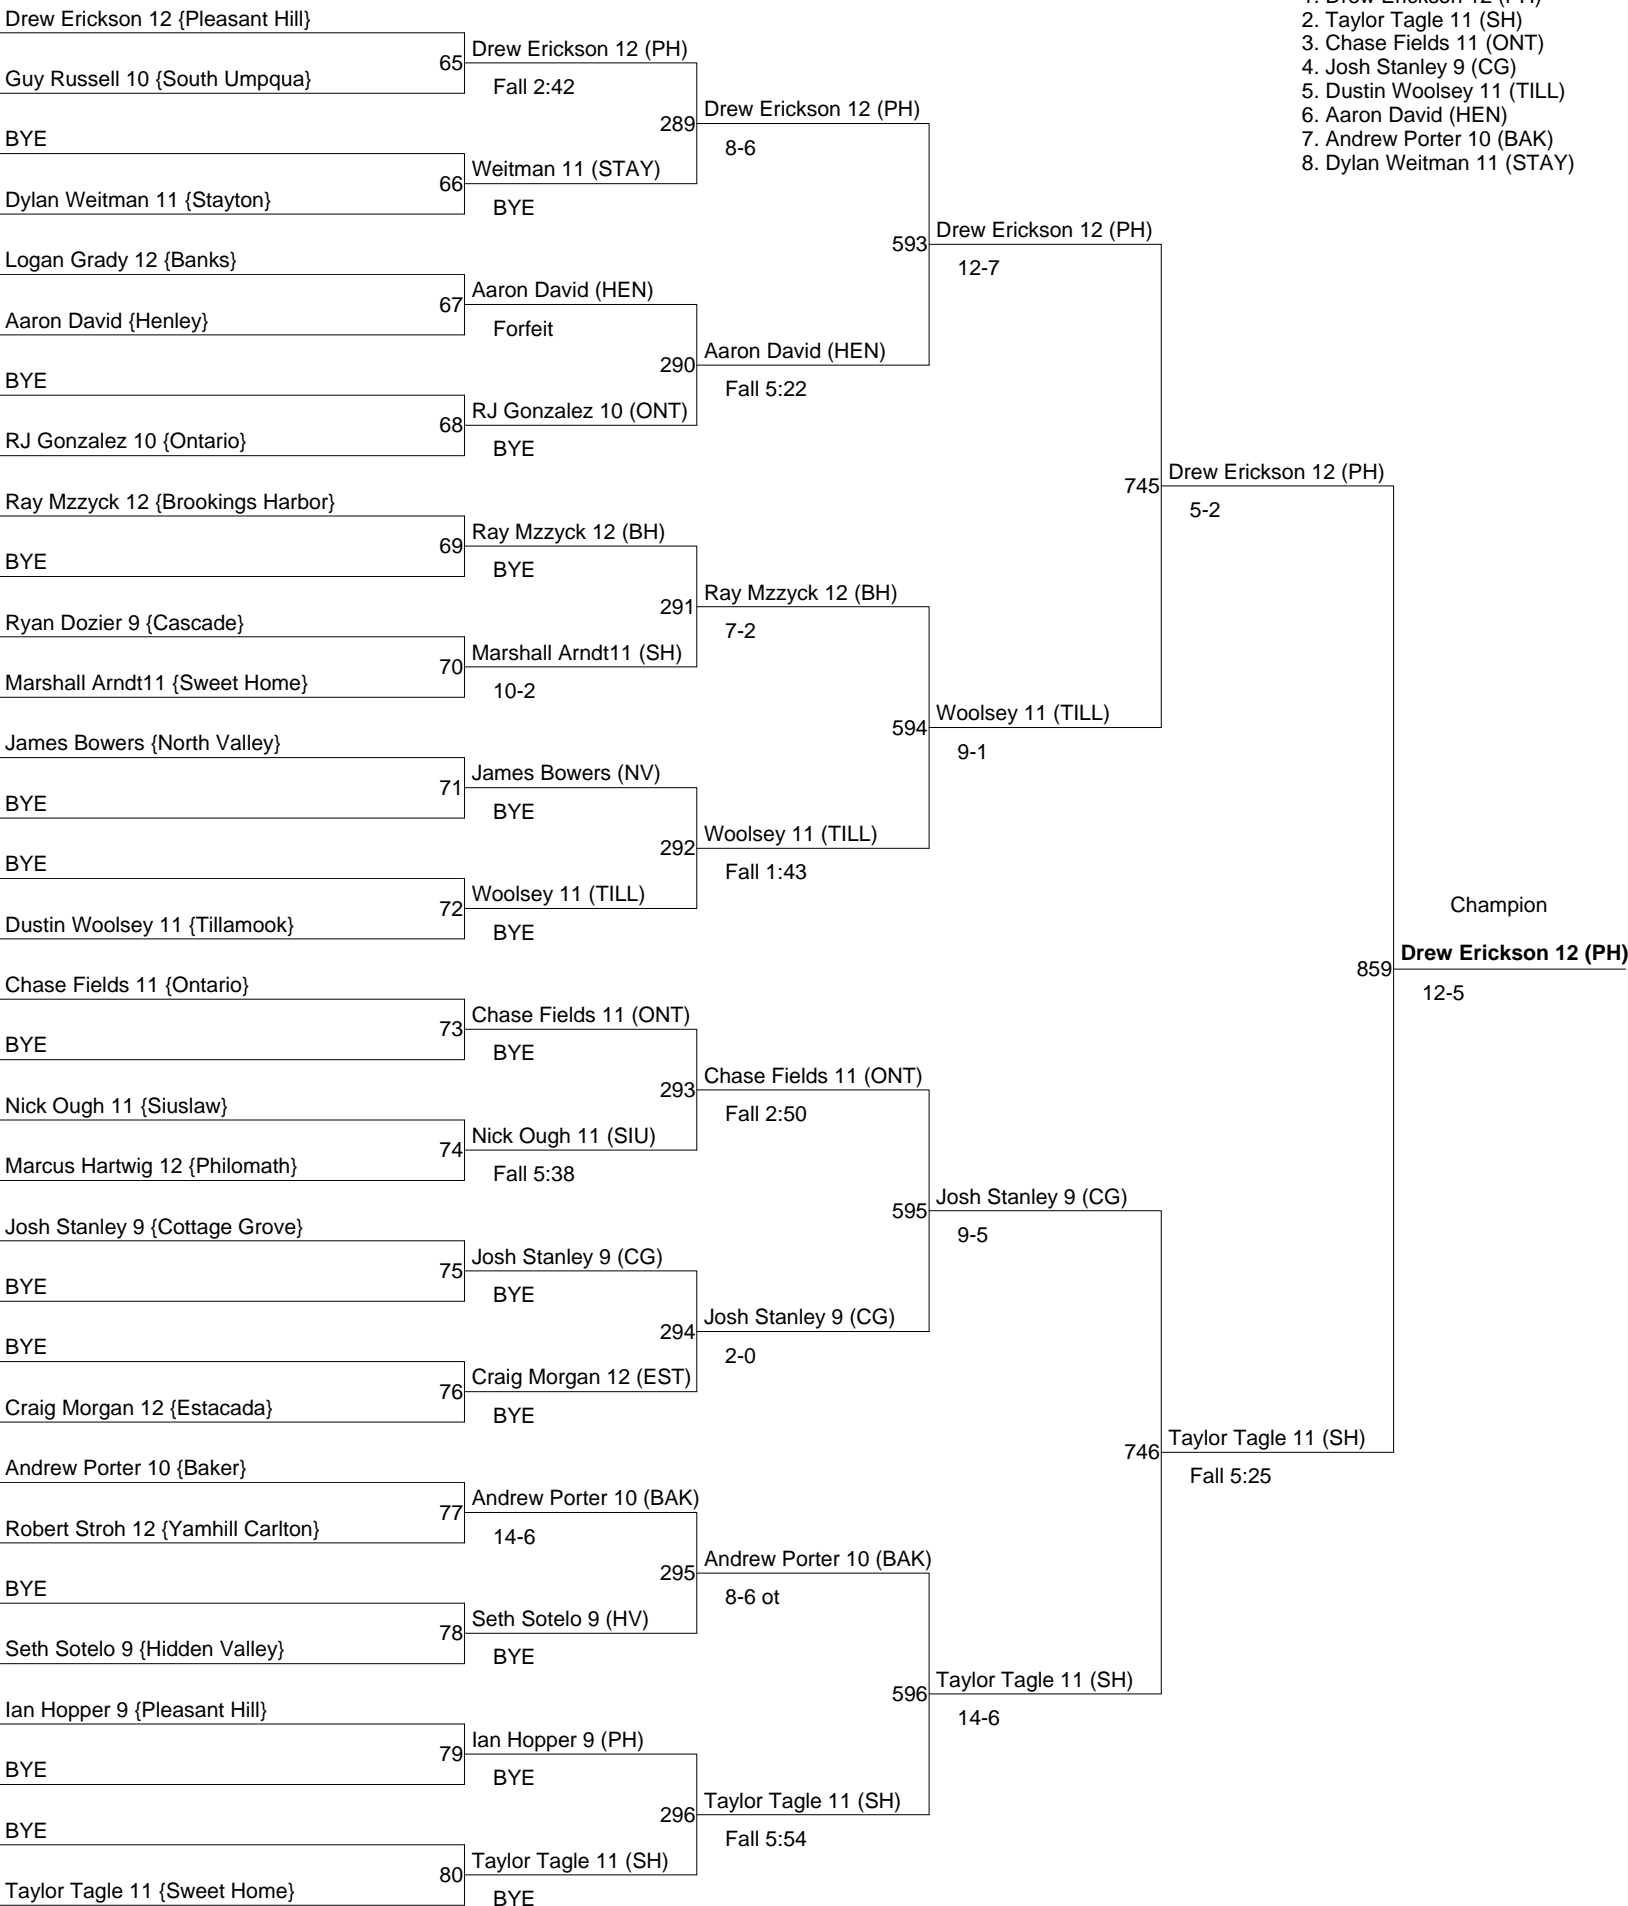 Drew Erickson 12 {Pleasant Hill}
Guy Russell 10 {South Umpqua}
BYE
Dylan Weitman 11 {Stayton}
Logan Grady 12 {Banks}
Aaron David {Henley}
BYE
RJ Gonzalez 10 {Ontario}
Ray Mzzyck 12 {Brookings Harbor}
BYE
Ryan Dozier 9 {Cascade}
Marshall Arndt11 {Sweet Home}
James Bowers {North Valley}
BYE
BYE
Dustin Woolsey 11 {Tillamook}
Chase Fields 11 {Ontario}
BYE
Nick Ough 11 {Siuslaw}
Marcus Hartwig 12 {Philomath}
Josh Stanley 9 {Cottage Grove}
BYE
BYE
Craig Morgan 12 {Estacada}
Andrew Porter 10 {Baker}
Robert Stroh 12 {Yamhill Carlton}
BYE
Seth Sotelo 9 {Hidden Valley}
Ian Hopper 9 {Pleasant Hill}
BYE
BYE
Taylor Tagle 11 {Sweet Home}
65
Drew Erickson 12 (PH)
Fall 2:42
66
Weitman 11 (STAY)
BYE
67
Aaron David (HEN)
Forfeit
68
RJ Gonzalez 10 (ONT)
BYE
69
Ray Mzzyck 12 (BH)
BYE
70
Marshall Arndt11 (SH)
10-2
71
James Bowers (NV)
BYE
72
Woolsey 11 (TILL)
BYE
73
Chase Fields 11 (ONT)
BYE
74
Nick Ough 11 (SIU)
Fall 5:38
75
Josh Stanley 9 (CG)
BYE
76
Craig Morgan 12 (EST)
BYE
77
Andrew Porter 10 (BAK)
14-6
78
Seth Sotelo 9 (HV)
BYE
79
Ian Hopper 9 (PH)
BYE
80
Taylor Tagle 11 (SH)
BYE
289
Drew Erickson 12 (PH)
8-6
290
Aaron David (HEN)
Fall 5:22
291
Ray Mzzyck 12 (BH)
7-2
292
Woolsey 11 (TILL)
Fall 1:43
293
Chase Fields 11 (ONT)
Fall 2:50
294
Josh Stanley 9 (CG)
2-0
295
Andrew Porter 10 (BAK)
8-6 ot
296
Taylor Tagle 11 (SH)
Fall 5:54
593
Drew Erickson 12 (PH)
12-7
594
Woolsey 11 (TILL)
9-1
595
Josh Stanley 9 (CG)
9-5
596
Taylor Tagle 11 (SH)
14-6
745
Drew Erickson 12 (PH)
5-2
746
Taylor Tagle 11 (SH)
Fall 5:25
859
Champion
Drew Erickson 12 (PH)
12-5
1. Drew Erickson 12 (PH)
2. Taylor Tagle 11 (SH)
3. Chase Fields 11 (ONT)
4. Josh Stanley 9 (CG)
5. Dustin Woolsey 11 (TILL)
6. Aaron David (HEN)
7. Andrew Porter 10 (BAK)
8. Dylan Weitman 11 (STAY)